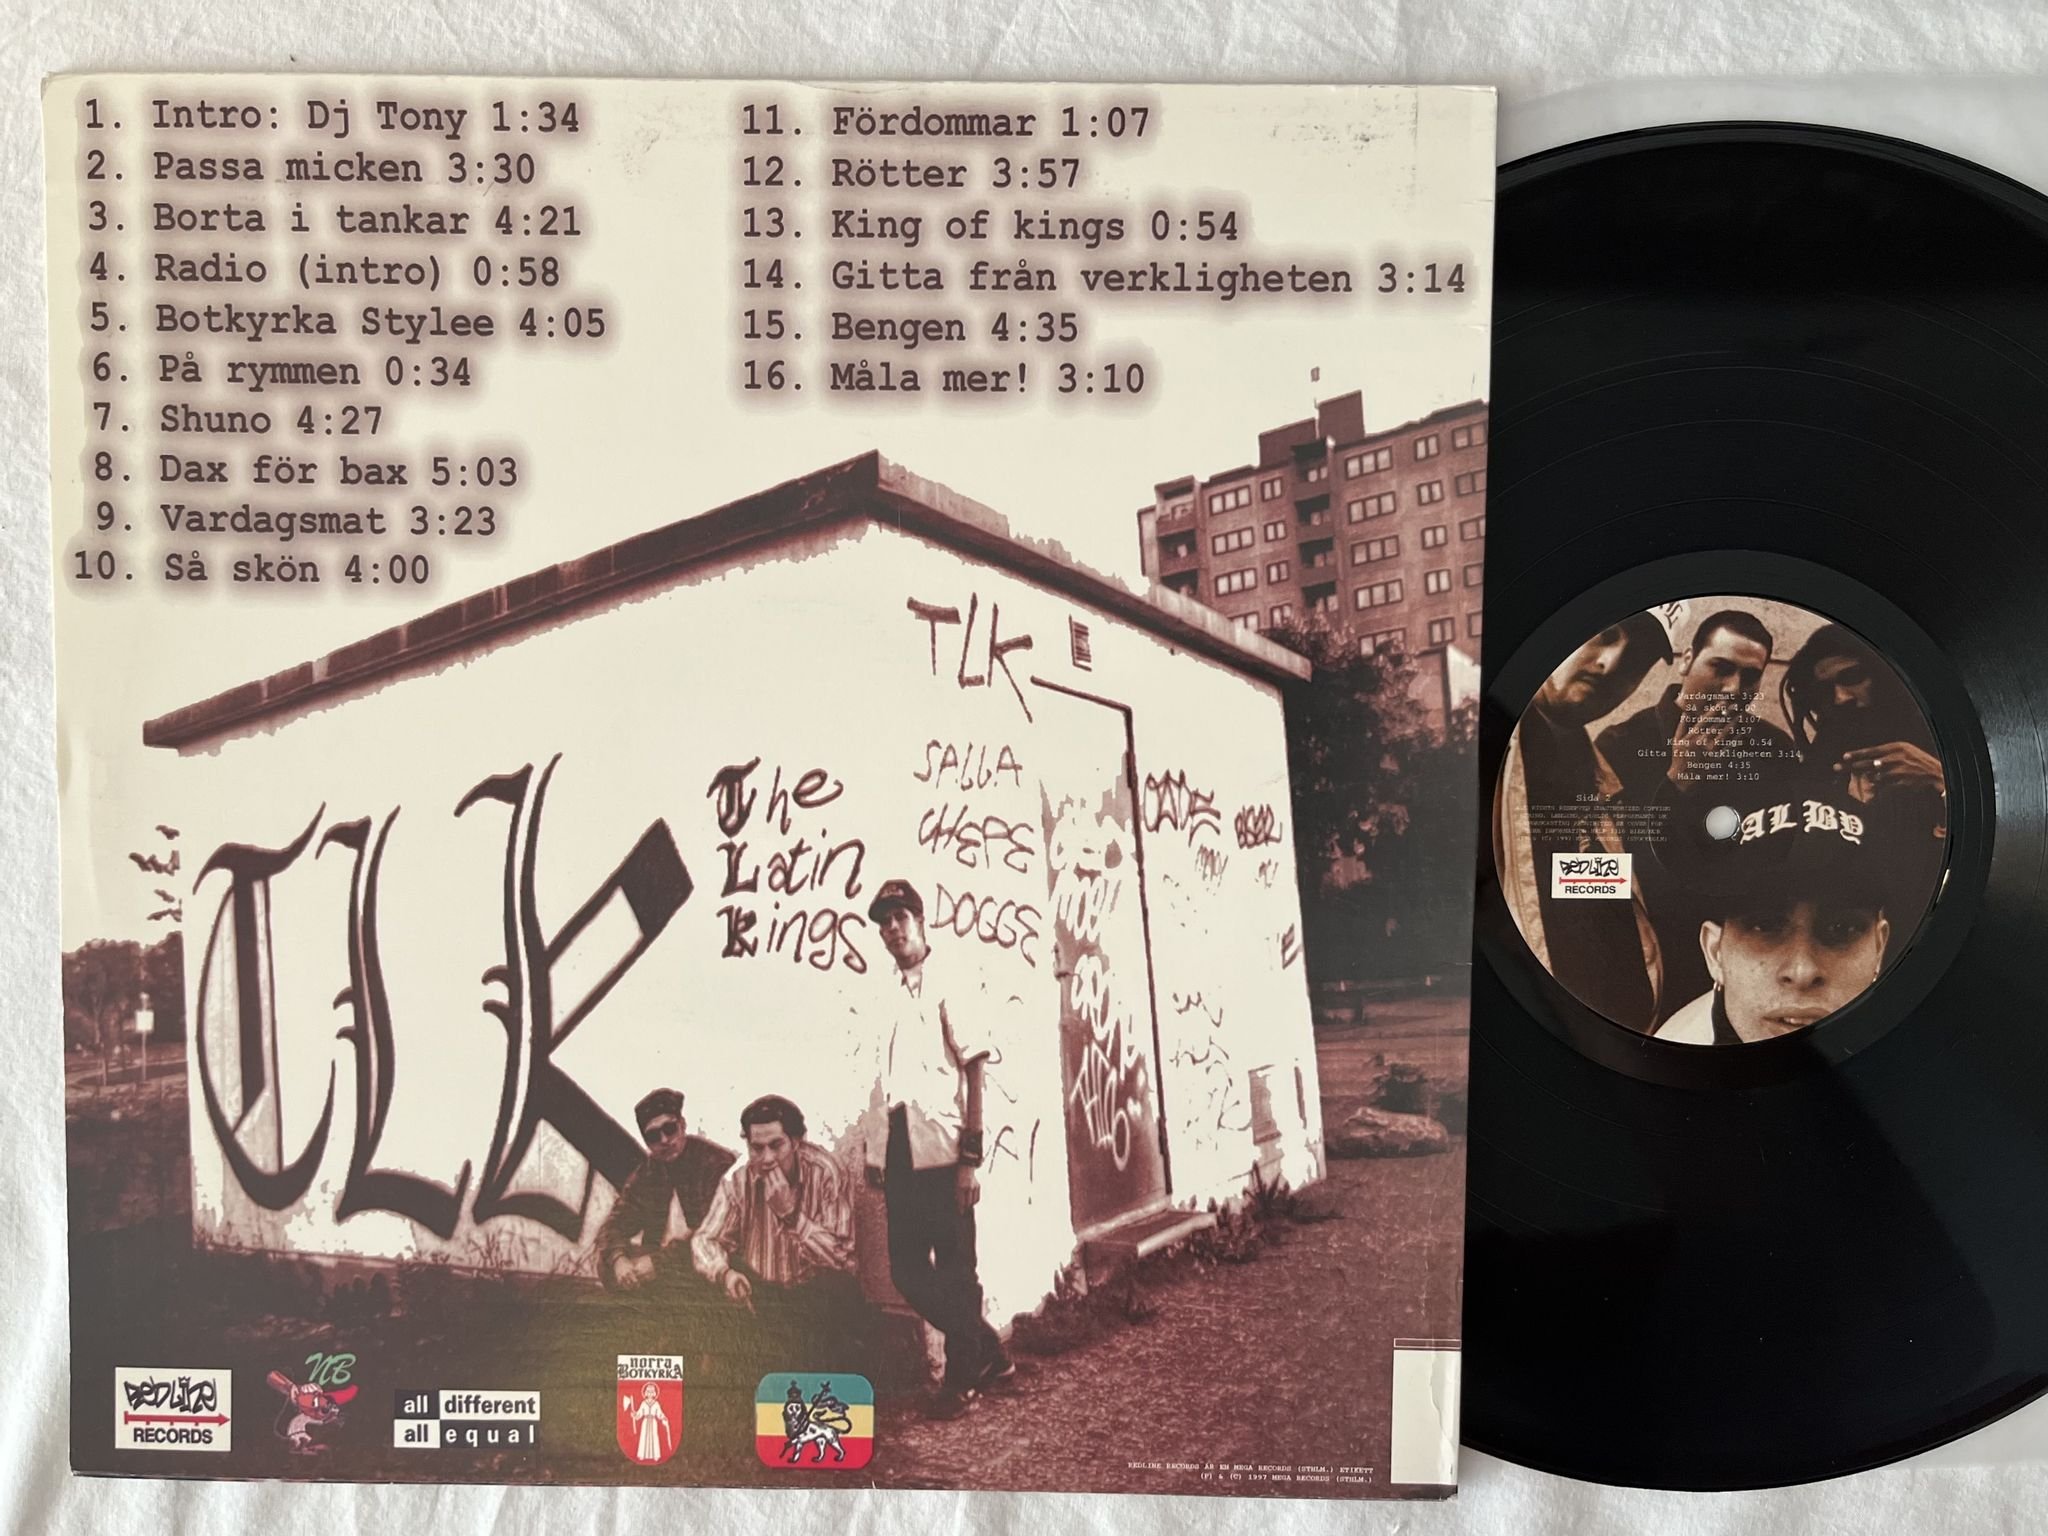 1. Intro: Dj Tony 1:34
2. Passa micken 3:30
3. Borta i tankar 4:21
4. Radio (intro) 0:58
5. Botkyrka Stylee 4:05
6. På rymmen 0:34
7. Shuno 4:27
8. Dax för bax 5:03
9. Vardagsmat 3:23
10. Så skön 4:00
11. Fördommar 1:07
12. Rötter 3:57
13. King of kings 0:54
14. Gitta från verkligheten 3:14
15. Bengen 4:35
16. Måla mer! 3:10
TLK
TLK
The
Latin
Kings
SALLA
CHEPE
DOGGE
REDLINE
RECORDS
NB
all different
all equal
norra
BOTKYRKA
REDLINE RECORDS ÄR EN MEGA RECORDS (STHLM.) ETIKETT
(P) & (C) 1997 MEGA RECORDS (STHLM.)
Vardagsmat 3:23
Så skön 4.00
Fördommar 1:07
Rötter 3:57
King of kings 0.54
Gitta från verkligheten 3:14
Bengen 4:35
Måla mer! 3:10
Sida 2
ALBY
REDLINE
RECORDS